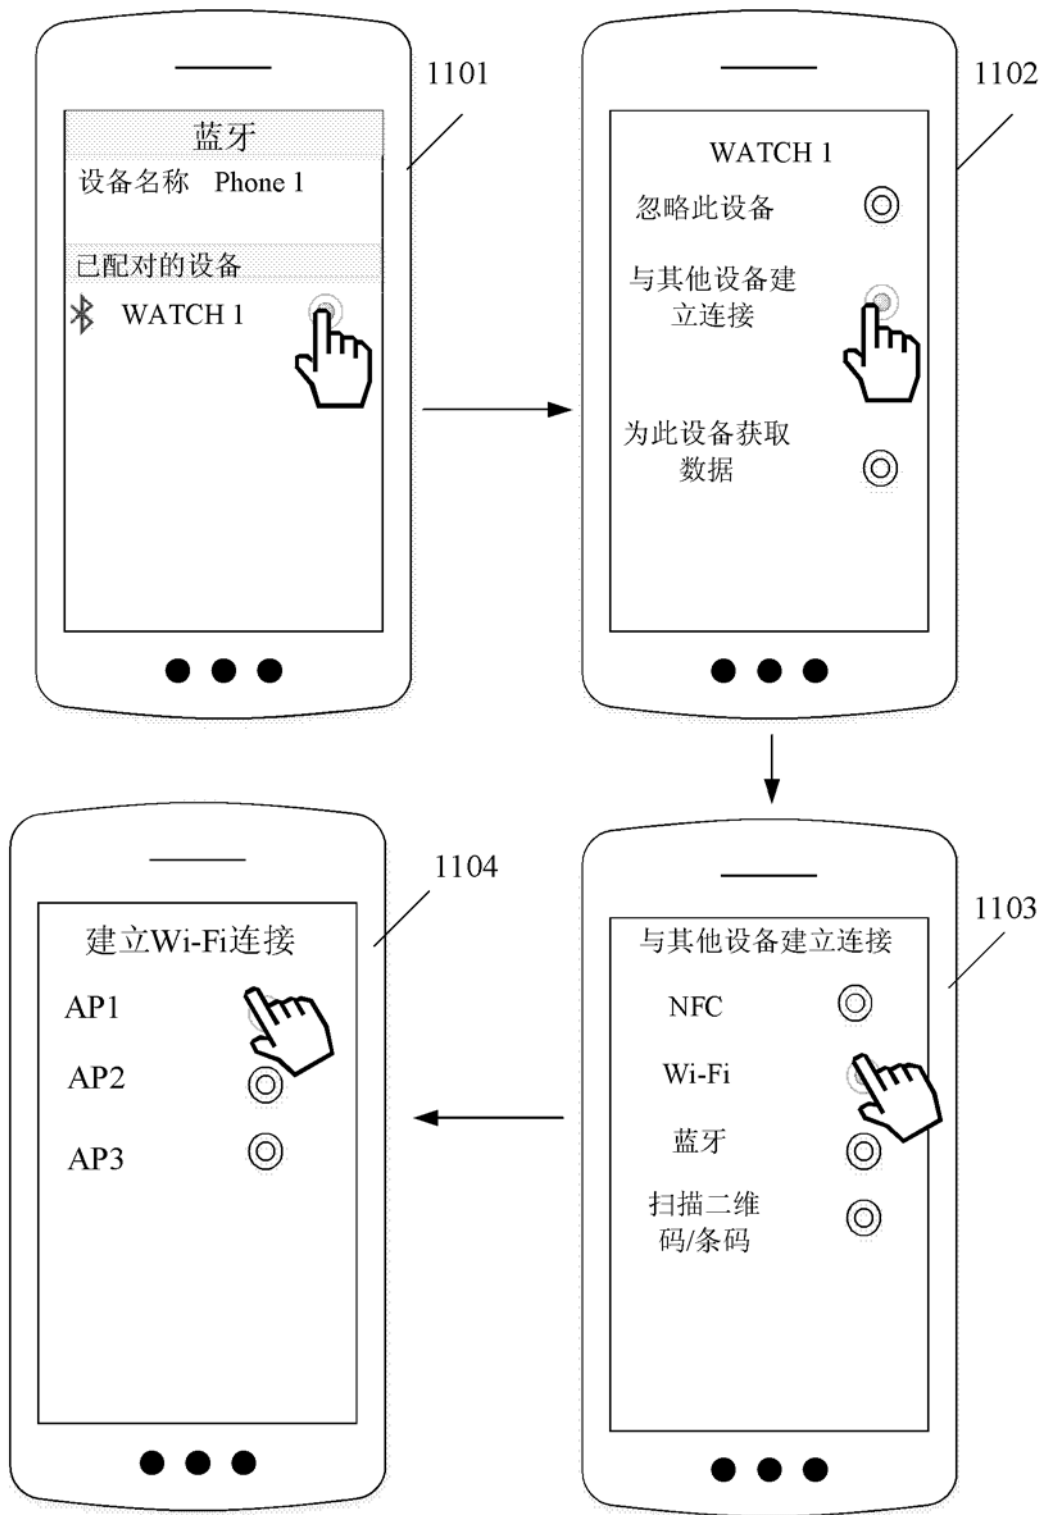 1101
蓝牙
设备名称 Phone 1
已配对的设备
WATCH 1
1102
WATCH 1
忽略此设备
与其他设备建
立连接
为此设备获取
数据
1103
与其他设备建立连接
NFC
Wi-Fi
蓝牙
扫描二维
码/条码
1104
建立Wi-Fi连接
AP1
AP2
AP3